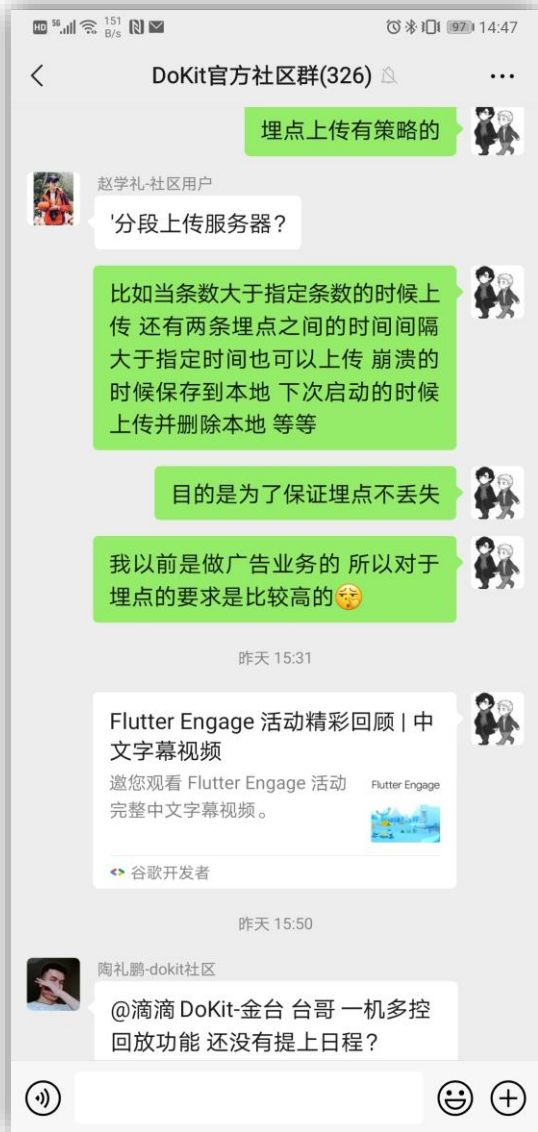 HD 5G 151 B/s 97 14:47
DoKit官方社区群(326)
埋点上传有策略的
赵学礼-社区用户
'分段上传服务器？
比如当条数大于指定条数的时候上
传 还有两条埋点之间的时间间隔
大于指定时间也可以上传 崩溃的
时候保存到本地 下次启动的时候
上传并删除本地 等等
目的是为了保证埋点不丢失
我以前是做广告业务的 所以对于
埋点的要求是比较高的
昨天 15:31
Flutter Engage 活动精彩回顾 | 中
文字幕视频
邀您观看 Flutter Engage 活动
完整中文字幕视频。
Flutter Engage
谷歌开发者
昨天 15:50
陶礼鹏-dokit社区
@滴滴 DoKit-金台 台哥 一机多控
回放功能 还没有提上日程？